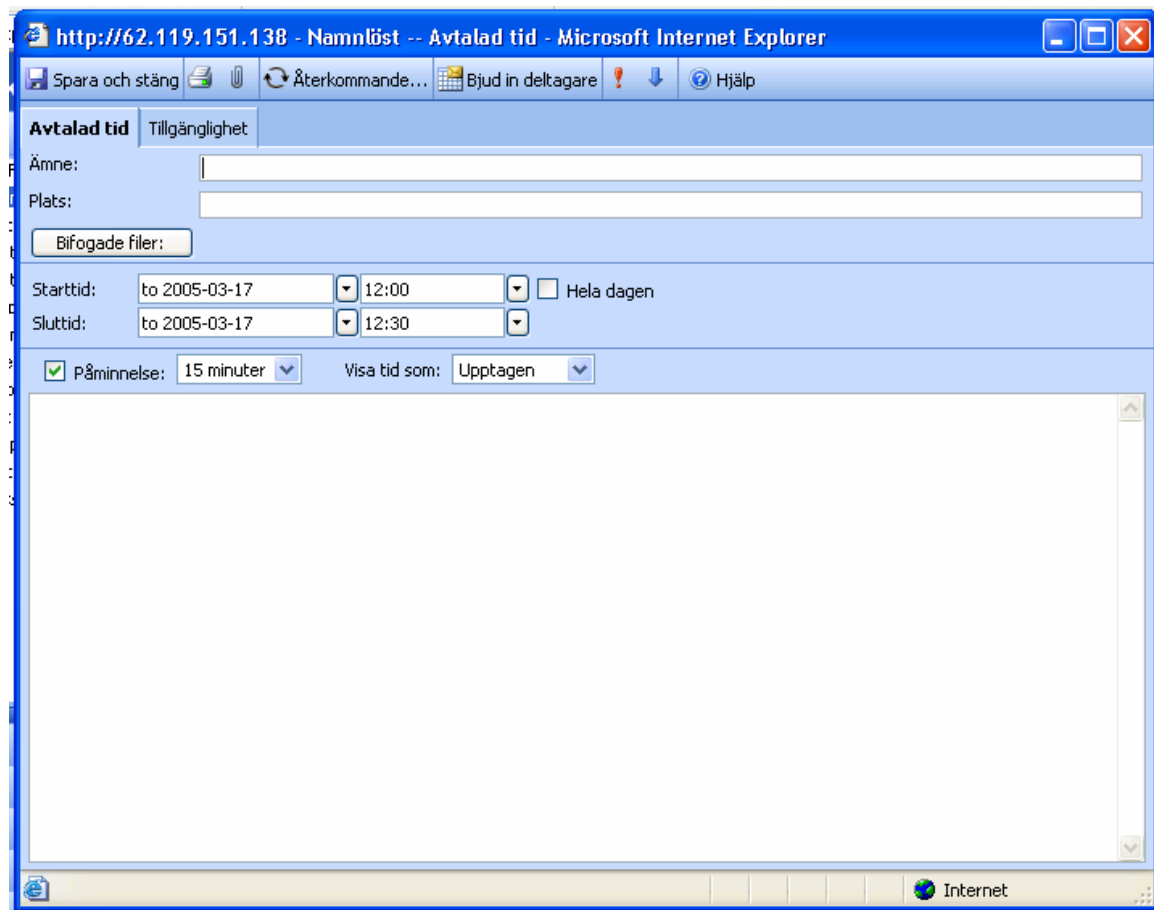 http://62.119.151.138 - Namnlöst -- Avtalad tid - Microsoft Internet Explorer
Spara och stäng Återkommande... Bjud in deltagare Hjälp
Avtalad tid Tillgänglighet
Ämne:
Plats:
Bifogade filer:
Starttid: to 2005-03-17 12:00 Hela dagen
Sluttid: to 2005-03-17 12:30
Påminnelse: 15 minuter Visa tid som: Upptagen
Internet